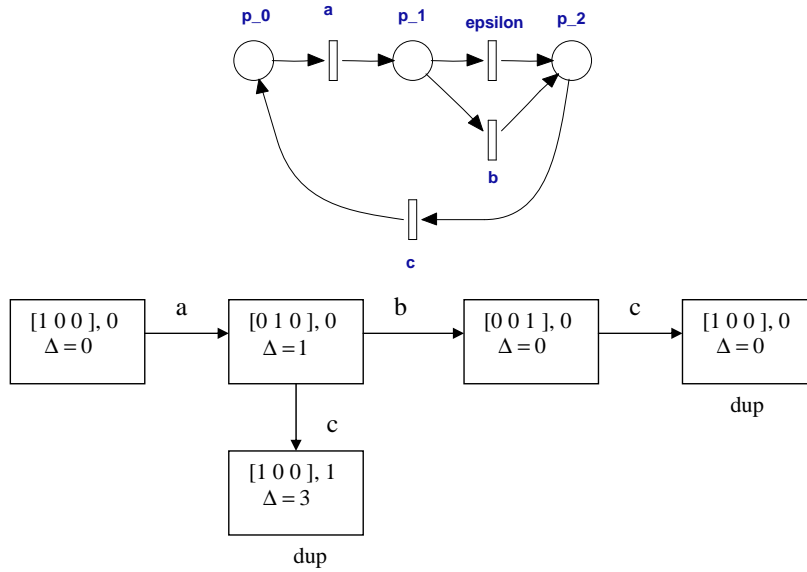 p_0
a
p_1
epsilon
p_2
b
c
[1 0 0], 0
Δ = 0
a
[0 1 0], 0
Δ = 1
b
[0 0 1], 0
Δ = 0
c
[1 0 0], 0
Δ = 0
dup
c
[1 0 0], 1
Δ = 3
dup